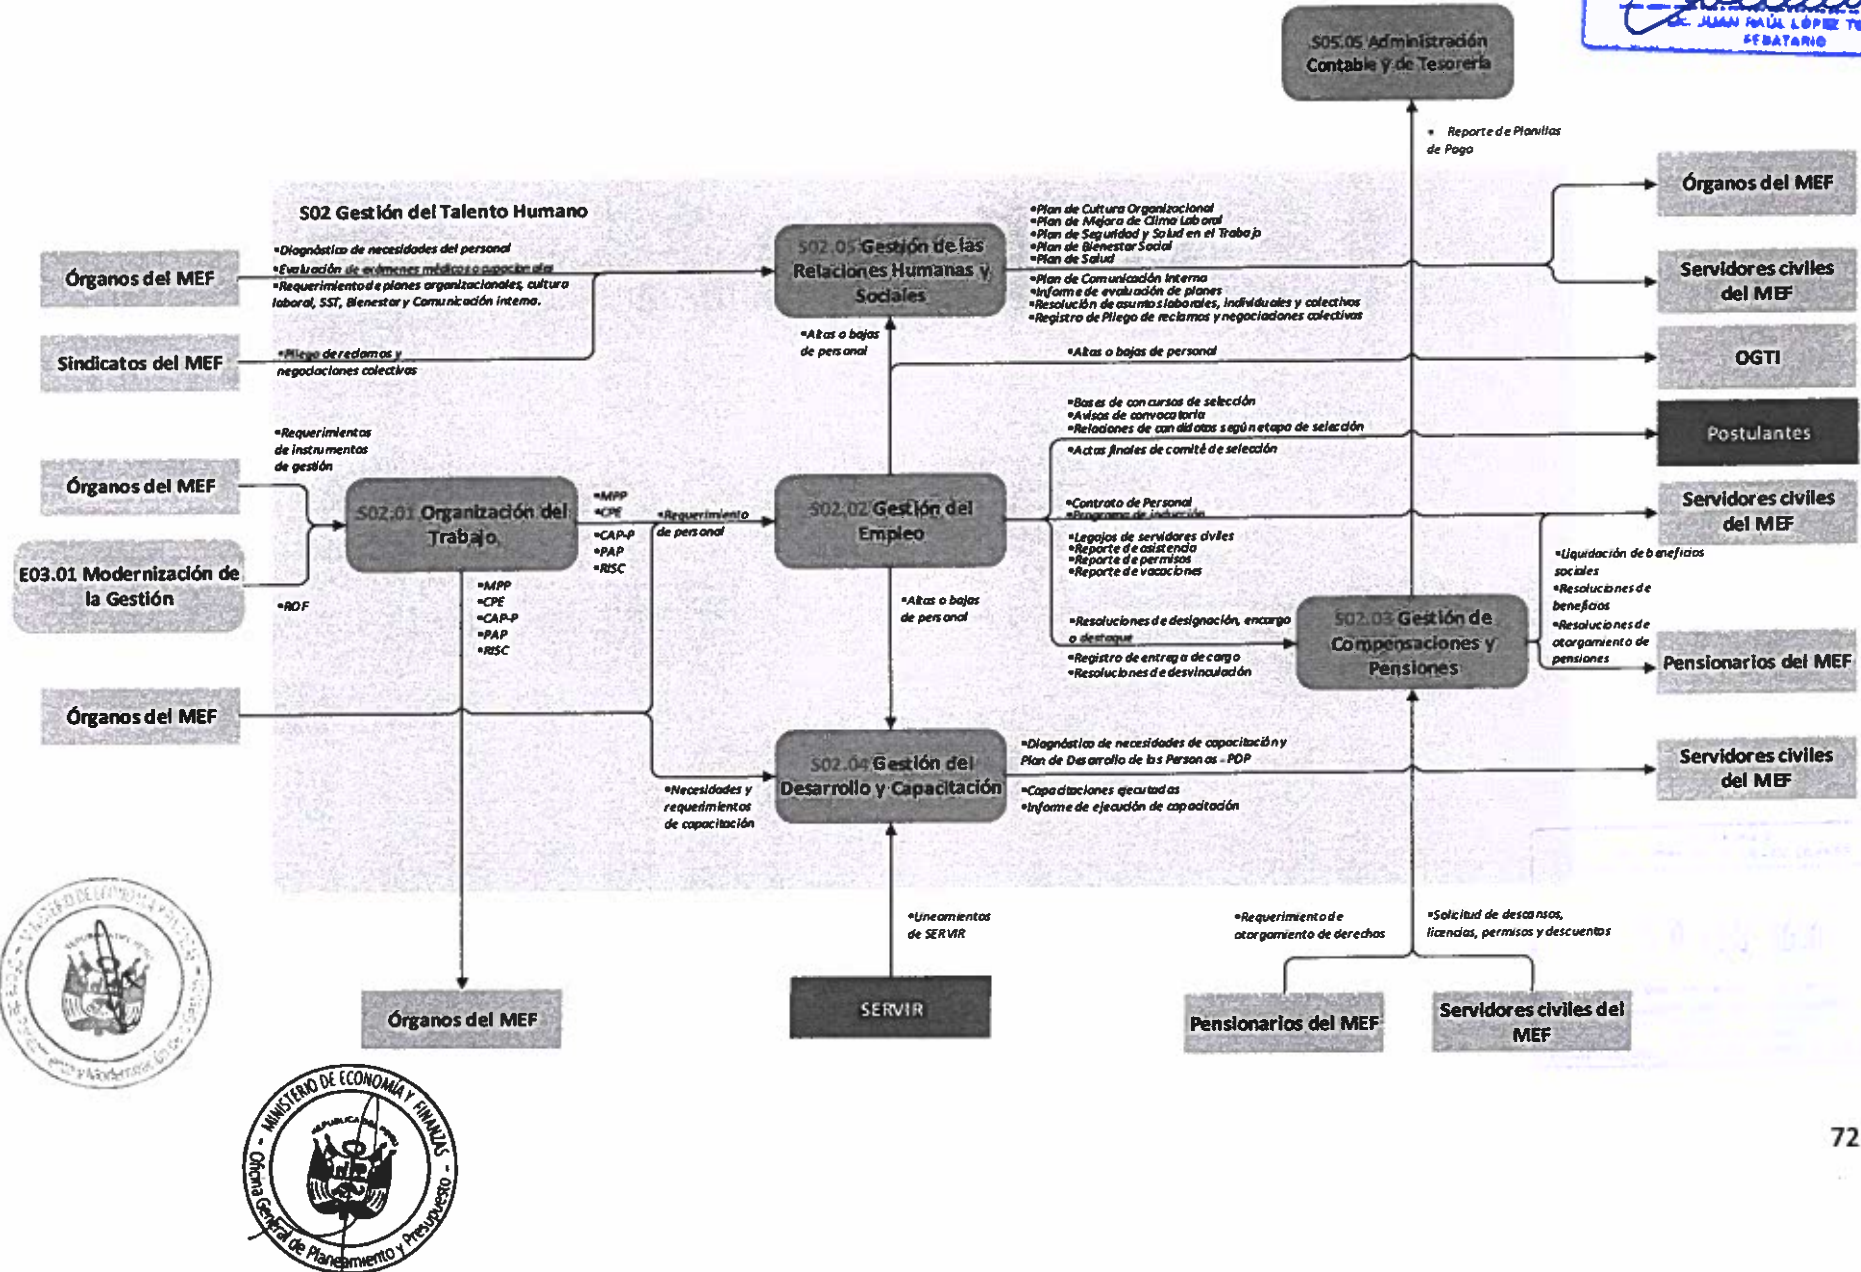 JUAN RAÚL LÓPEZ
FEDATARIO
S05.05 Administración
Contable y de Tesorería
• Reporte de Planillas
de Pago
S02 Gestión del Talento Humano
Órganos del MEF
•Diagnóstico de necesidades del personal
•Evaluación de exámenes médicos ocupacionales
•Requerimiento de planes organizacionales, cultura
laboral, SST, Bienestar y Comunicación interna.
Sindicatos del MEF
•Pliego de reclamos y
negociaciones colectivas
S02.05 Gestión de las
Relaciones Humanas y
Sociales
•Plan de Cultura Organizacional
•Plan de Mejora de Clima Laboral
•Plan de Seguridad y Salud en el Trabajo
•Plan de Bienestar Social
•Plan de Salud
•Plan de Comunicación Interna
•Informe de evaluación de planes
•Resolución de asuntos laborales, individuales y colectivos
•Registro de Pliego de reclamos y negociaciones colectivas
Órganos del MEF
Servidores civiles
del MEF
•Altas o bajas
de personal
•Altas o bajas de personal
OGTI
•Requerimientos
de instrumentos
de gestión
Órganos del MEF
E03.01 Modernización de
la Gestión
•ROF
S02.01 Organización del
Trabajo
•MPP
•CPE
•CAP-P
•PAP
•RISC
•MPP
•CPE
•CAP-P
•PAP
•RISC
•Requerimiento
de personal
S02.02 Gestión del
Empleo
•Bases de concursos de selección
•Avisos de convocatoria
•Relaciones de candidatos según etapa de selección
•Actas finales de comité de selección
Postulantes
•Contrato de Personal
•Programa de inducción
•Legajos de servidores civiles
•Reporte de asistencia
•Reporte de permisos
•Reporte de vacaciones
Servidores civiles
del MEF
•Altas o bajas
de personal
•Resoluciones de designación, encargo
o destaque
•Registro de entrega de cargo
•Resoluciones de desvinculación
S02.03 Gestión de
Compensaciones y
Pensiones
•Liquidación de beneficios
sociales
•Resoluciones de
beneficios
•Resoluciones de
otorgamiento de
pensiones
Pensionarios del MEF
Órganos del MEF
•Necesidades y
requerimientos
de capacitación
S02.04 Gestión del
Desarrollo y Capacitación
•Diagnóstico de necesidades de capacitación y
Plan de Desarrollo de las Personas - PDP
•Capacitaciones ejecutadas
•Informe de ejecución de capacitación
Servidores civiles
del MEF
•Lineamientos
de SERVIR
•Requerimiento de
otorgamiento de derechos
•Solicitud de descansos,
licencias, permisos y descuentos
Órganos del MEF
SERVIR
Pensionarios del MEF
Servidores civiles del
MEF
MINISTERIO DE ECONOMÍA Y FINANZAS
REPUBLICA DEL PERU
Oficina General de Planeamiento y Presupuesto
72